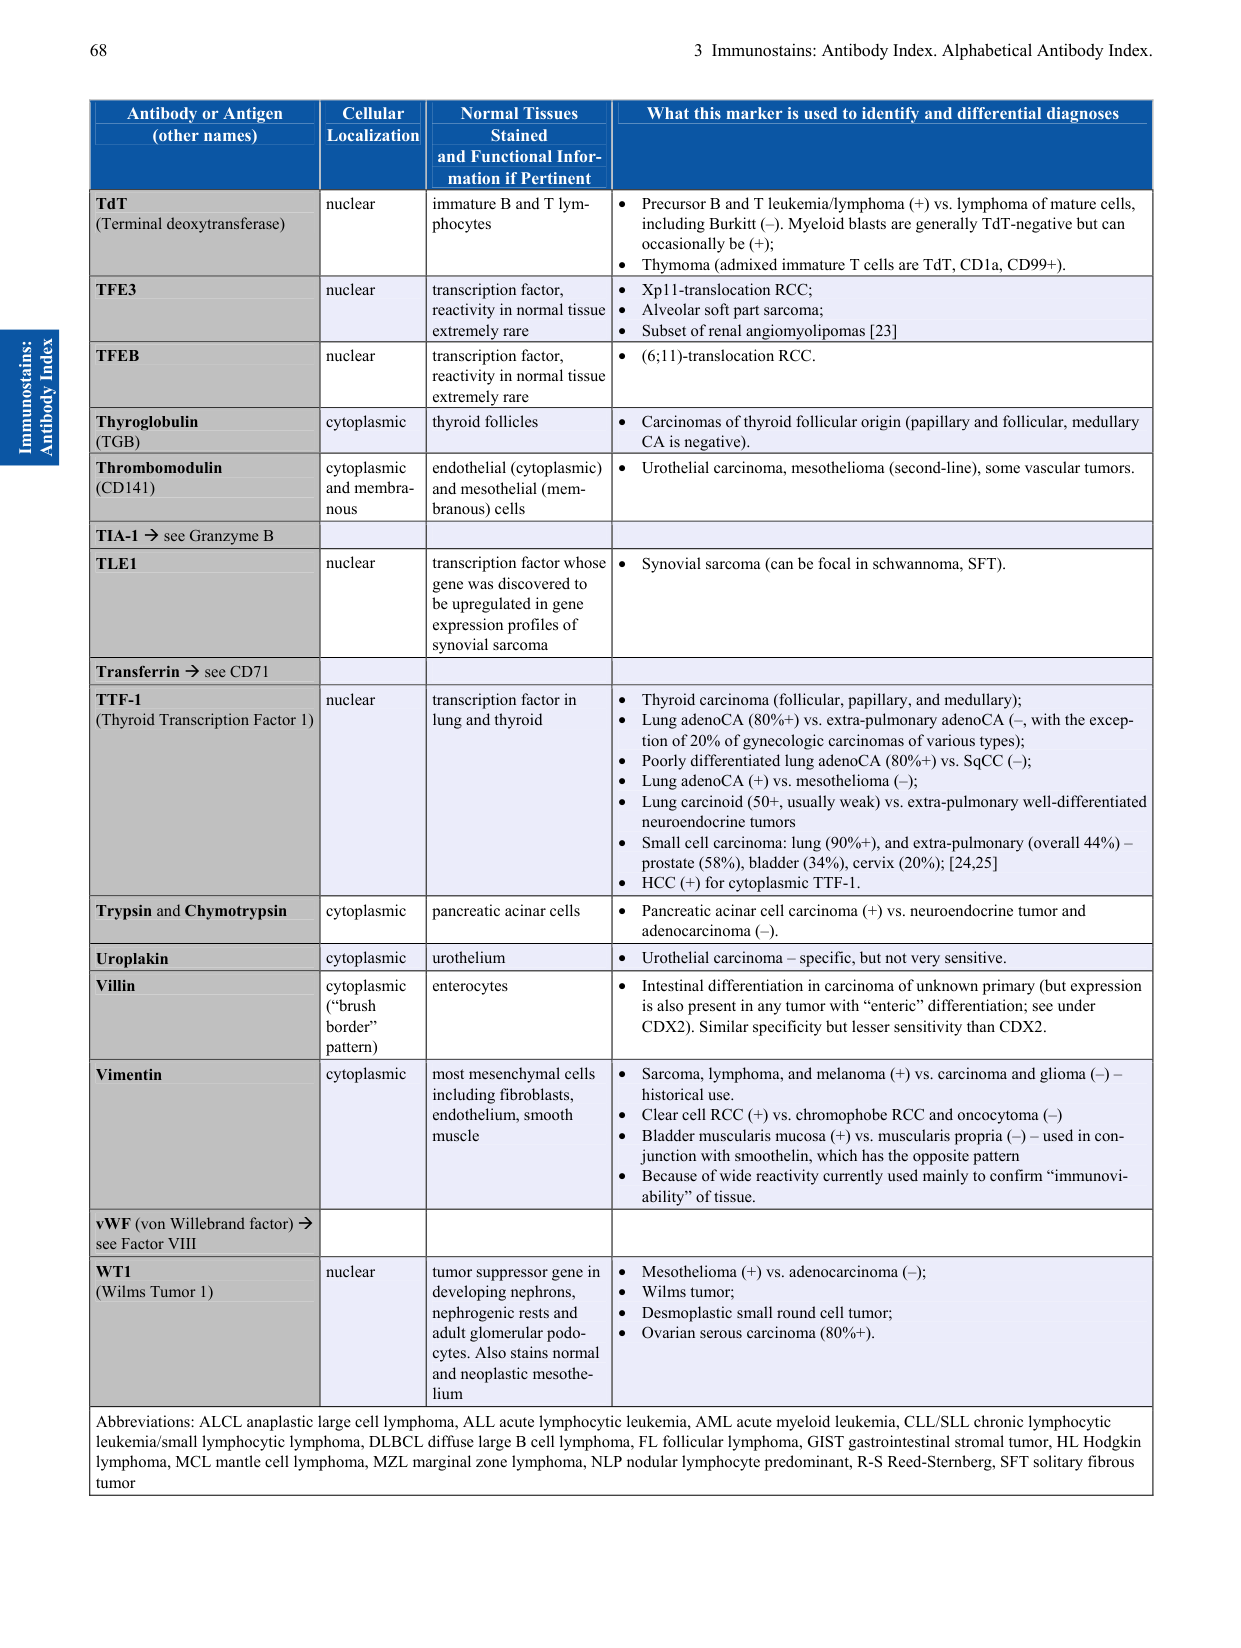 68
3 Immunostains: Antibody Index. Alphabetical Antibody Index.
Immunostains:
Antibody Index
Antibody or Antigen
(other names)
Cellular
Localization
Normal Tissues
Stained
and Functional Infor-
mation if Pertinent
What this marker is used to identify and differential diagnoses
TdT
(Terminal deoxytransferase)
nuclear
immature B and T lym-
phocytes
• Precursor B and T leukemia/lymphoma (+) vs. lymphoma of mature cells,
including Burkitt (–). Myeloid blasts are generally TdT-negative but can
occasionally be (+);
• Thymoma (admixed immature T cells are TdT, CD1a, CD99+).
TFE3
nuclear
transcription factor,
reactivity in normal tissue
extremely rare
• Xp11-translocation RCC;
• Alveolar soft part sarcoma;
• Subset of renal angiomyolipomas [23]
TFEB
nuclear
transcription factor,
reactivity in normal tissue
extremely rare
• (6;11)-translocation RCC.
Thyroglobulin
(TGB)
cytoplasmic
thyroid follicles
• Carcinomas of thyroid follicular origin (papillary and follicular, medullary
CA is negative).
Thrombomodulin
(CD141)
cytoplasmic
and membra-
nous
endothelial (cytoplasmic)
and mesothelial (mem-
branous) cells
• Urothelial carcinoma, mesothelioma (second-line), some vascular tumors.
TIA-1 → see Granzyme B
TLE1
nuclear
transcription factor whose
gene was discovered to
be upregulated in gene
expression profiles of
synovial sarcoma
• Synovial sarcoma (can be focal in schwannoma, SFT).
Transferrin → see CD71
TTF-1
(Thyroid Transcription Factor 1)
nuclear
transcription factor in
lung and thyroid
• Thyroid carcinoma (follicular, papillary, and medullary);
• Lung adenoCA (80%+) vs. extra-pulmonary adenoCA (–, with the excep-
tion of 20% of gynecologic carcinomas of various types);
• Poorly differentiated lung adenoCA (80%+) vs. SqCC (–);
• Lung adenoCA (+) vs. mesothelioma (–);
• Lung carcinoid (50+, usually weak) vs. extra-pulmonary well-differentiated
neuroendocrine tumors
• Small cell carcinoma: lung (90%+), and extra-pulmonary (overall 44%) –
prostate (58%), bladder (34%), cervix (20%); [24,25]
• HCC (+) for cytoplasmic TTF-1.
Trypsin and Chymotrypsin
cytoplasmic
pancreatic acinar cells
• Pancreatic acinar cell carcinoma (+) vs. neuroendocrine tumor and
adenocarcinoma (–).
Uroplakin
cytoplasmic
urothelium
• Urothelial carcinoma – specific, but not very sensitive.
Villin
cytoplasmic
(“brush
border”
pattern)
enterocytes
• Intestinal differentiation in carcinoma of unknown primary (but expression
is also present in any tumor with “enteric” differentiation; see under
CDX2). Similar specificity but lesser sensitivity than CDX2.
Vimentin
cytoplasmic
most mesenchymal cells
including fibroblasts,
endothelium, smooth
muscle
• Sarcoma, lymphoma, and melanoma (+) vs. carcinoma and glioma (–) –
historical use.
• Clear cell RCC (+) vs. chromophobe RCC and oncocytoma (–)
• Bladder muscularis mucosa (+) vs. muscularis propria (–) – used in con-
junction with smoothelin, which has the opposite pattern
• Because of wide reactivity currently used mainly to confirm “immunovi-
ability” of tissue.
vWF (von Willebrand factor) →
see Factor VIII
WT1
(Wilms Tumor 1)
nuclear
tumor suppressor gene in
developing nephrons,
nephrogenic rests and
adult glomerular podo-
cytes. Also stains normal
and neoplastic mesothe-
lium
• Mesothelioma (+) vs. adenocarcinoma (–);
• Wilms tumor;
• Desmoplastic small round cell tumor;
• Ovarian serous carcinoma (80%+).
Abbreviations: ALCL anaplastic large cell lymphoma, ALL acute lymphocytic leukemia, AML acute myeloid leukemia, CLL/SLL chronic lymphocytic
leukemia/small lymphocytic lymphoma, DLBCL diffuse large B cell lymphoma, FL follicular lymphoma, GIST gastrointestinal stromal tumor, HL Hodgkin
lymphoma, MCL mantle cell lymphoma, MZL marginal zone lymphoma, NLP nodular lymphocyte predominant, R-S Reed-Sternberg, SFT solitary fibrous
tumor